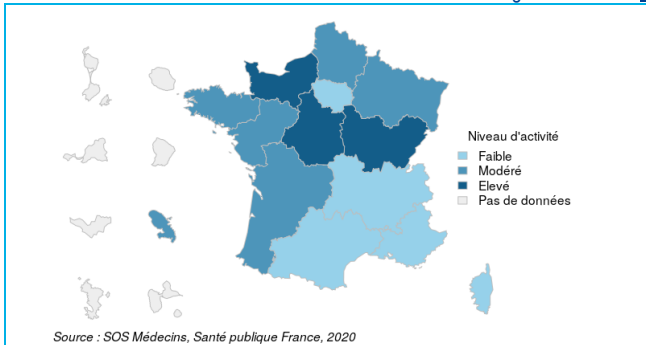 Niveau d'activité
Faible
Modéré
Elevé
Pas de données
Source : SOS Médecins, Santé publique France, 2020